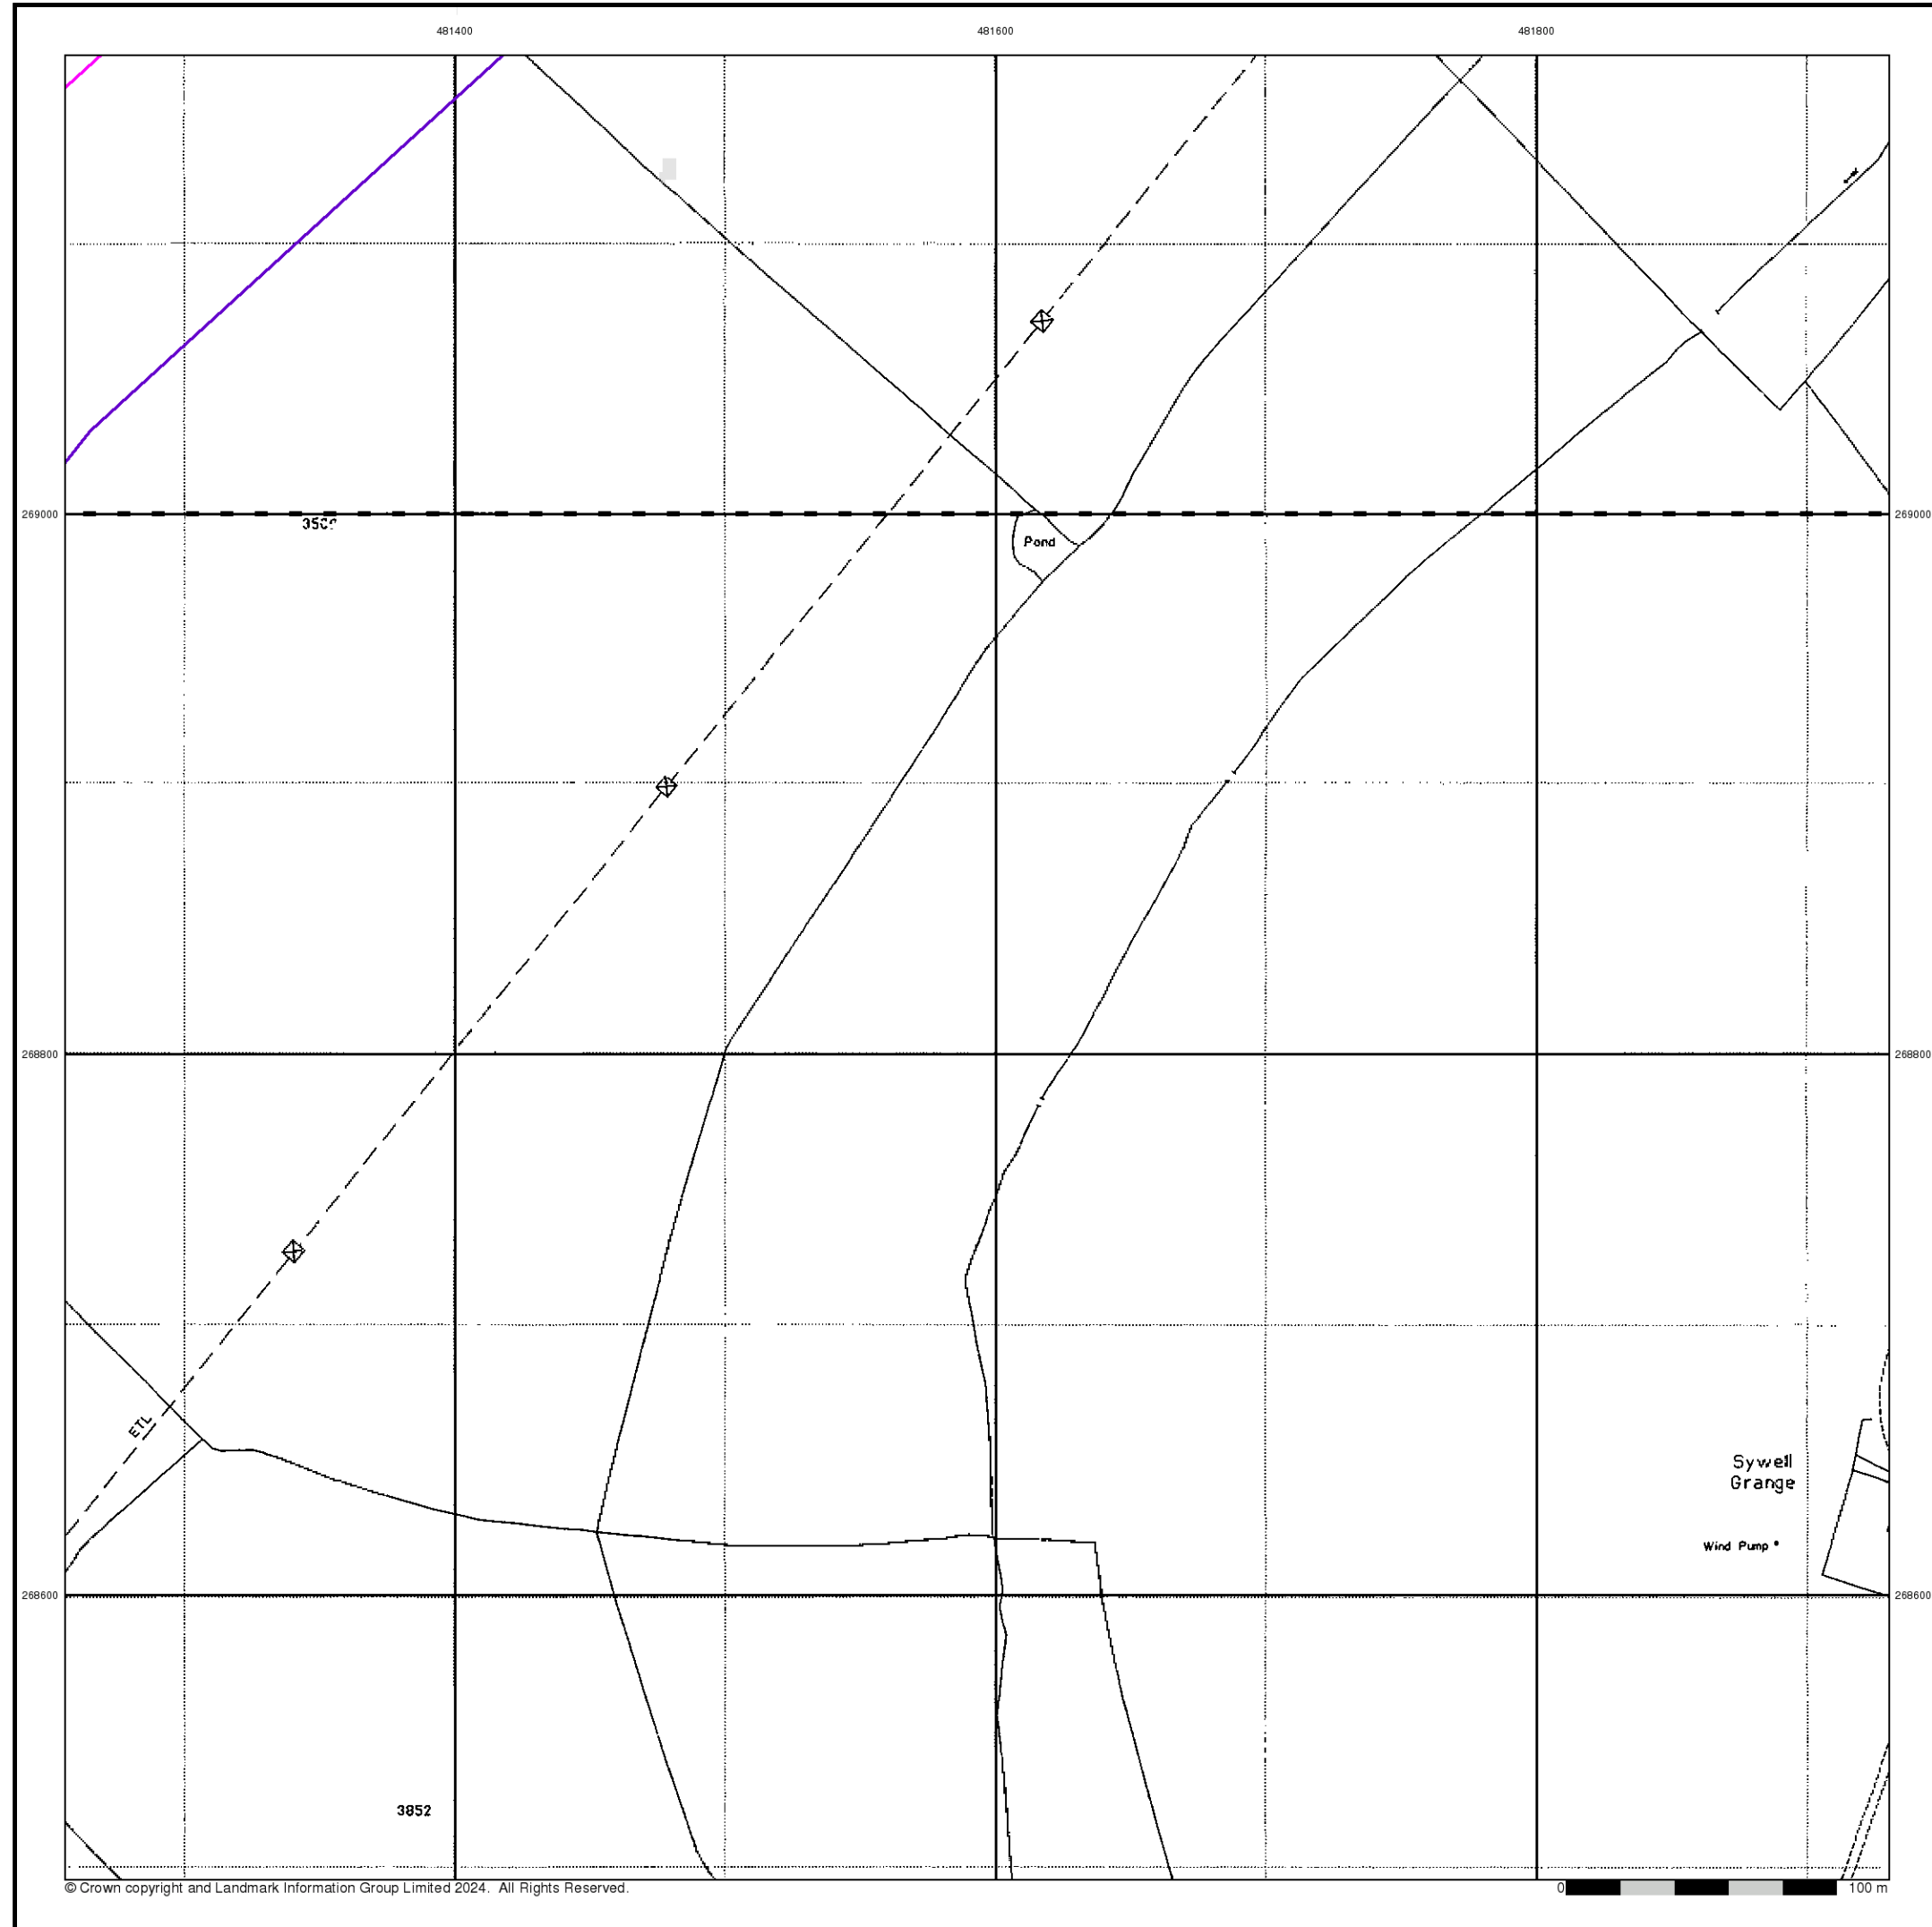 481400 481600 481800
269000 269000
Pond
268800 268800
ETL
Sywell
Grange
Wind Pump
268600 268600
3852
© Crown copyright and Landmark Information Group Limited 2024. All Rights Reserved.
0 100 m